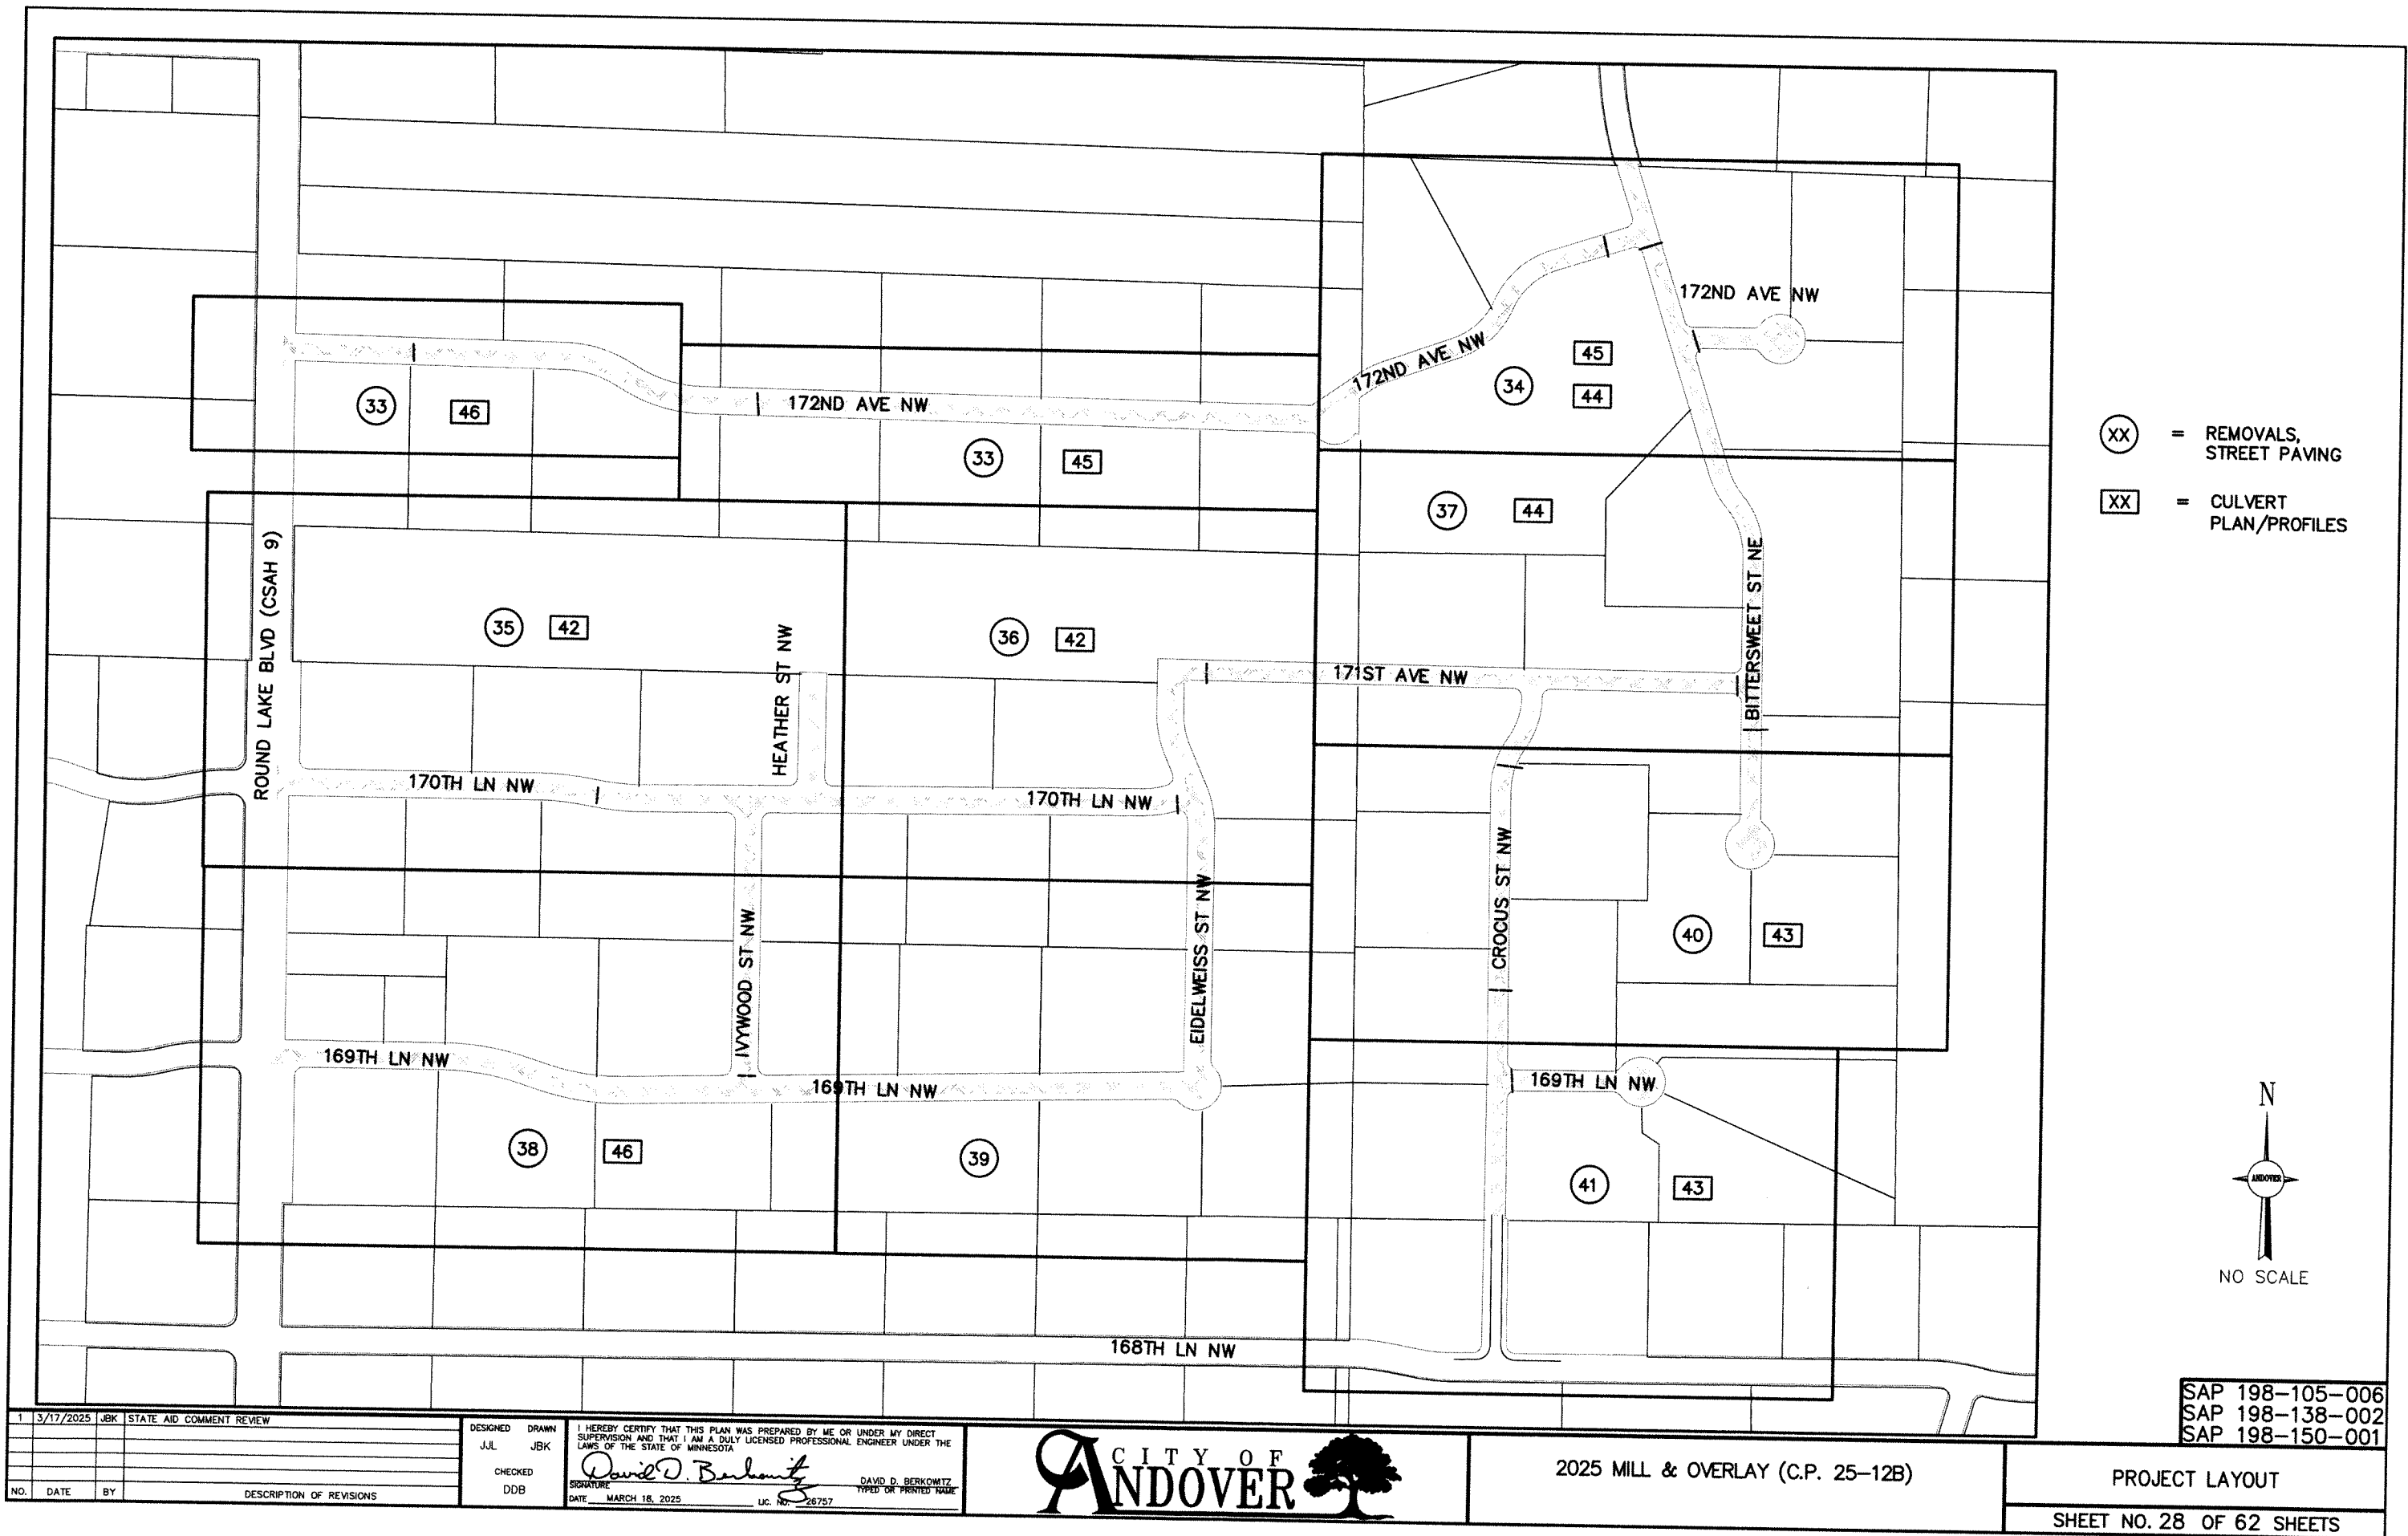 172ND AVE NW
172ND AVE NW
45
34
44
33
46
172ND AVE NW
33
45
XX = REMOVALS,
STREET PAVING
XX = CULVERT
PLAN/PROFILES
37
44
ROUND LAKE BLVD (CSAH 9)
35
42
HEATHER ST NW
36
42
BITTERSWEET ST NE
171ST AVE NW
170TH LN NW
170TH LN NW
CROCUS ST NW
IVYWOOD ST NW
EIDELWEISS ST NW
40
43
169TH LN NW
169TH LN NW
169TH LN NW
38
46
39
41
43
N
ANDOVER
NO SCALE
168TH LN NW
SAP 198-105-006
SAP 198-138-002
SAP 198-150-001
1 3/17/2025 JBK STATE AID COMMENT REVIEW
NO. DATE BY DESCRIPTION OF REVISIONS
DESIGNED DRAWN
JJL JBK
CHECKED
DDB
I HEREBY CERTIFY THAT THIS PLAN WAS PREPARED BY ME OR UNDER MY DIRECT
SUPERVISION AND THAT I AM A DULY LICENSED PROFESSIONAL ENGINEER UNDER THE
LAWS OF THE STATE OF MINNESOTA
David D. Berkowitz
SIGNATURE
DAVID D. BERKOWITZ
TYPED OR PRINTED NAME
DATE MARCH 18, 2025 LIC. NO. 26757
CITY OF
ANDOVER
2025 MILL & OVERLAY (C.P. 25-12B)
PROJECT LAYOUT
SHEET NO. 28 OF 62 SHEETS